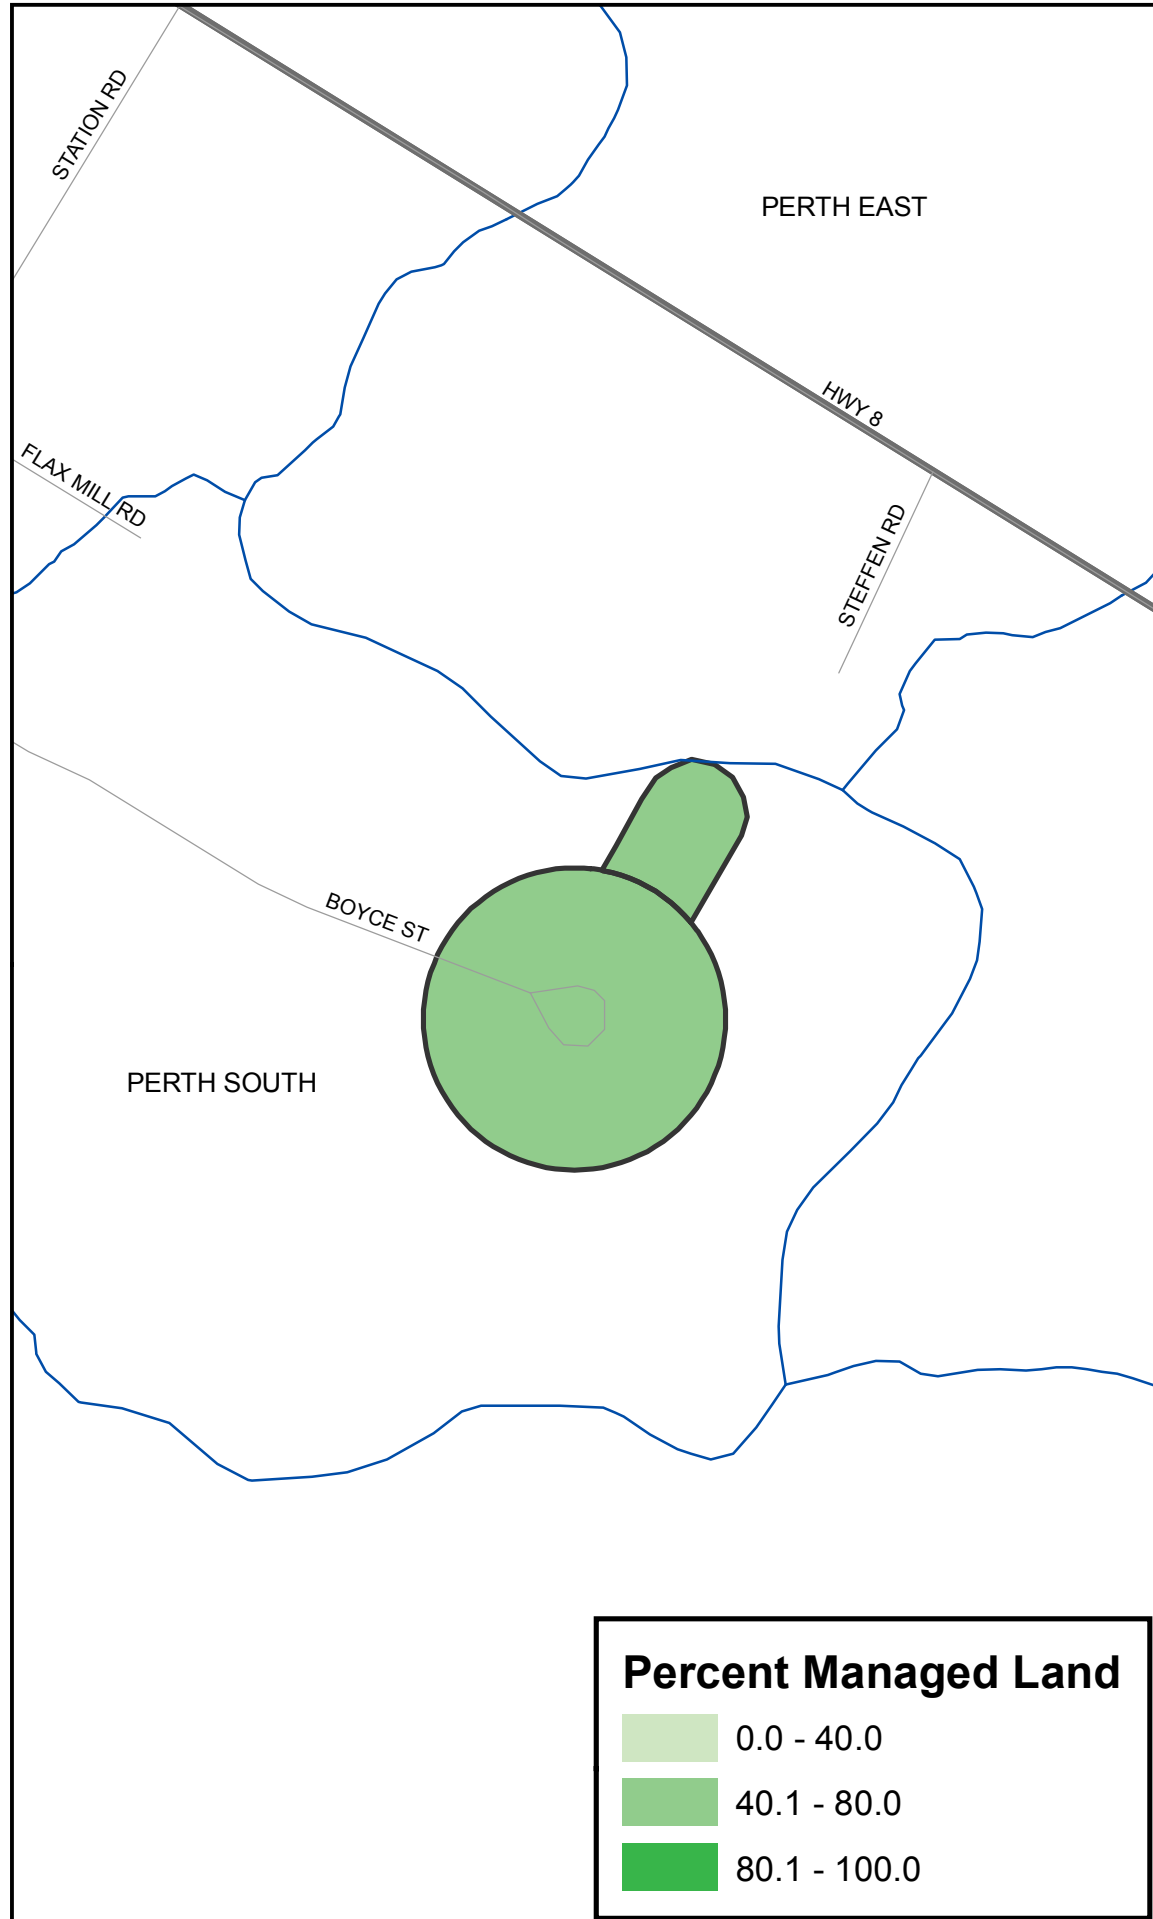 STATION RD
PERTH EAST
HWY 8
FLAX MILL RD
STEFFEN RD
BOYCE ST
PERTH SOUTH
Percent Managed Land
0.0 - 40.0
40.1 - 80.0
80.1 - 100.0